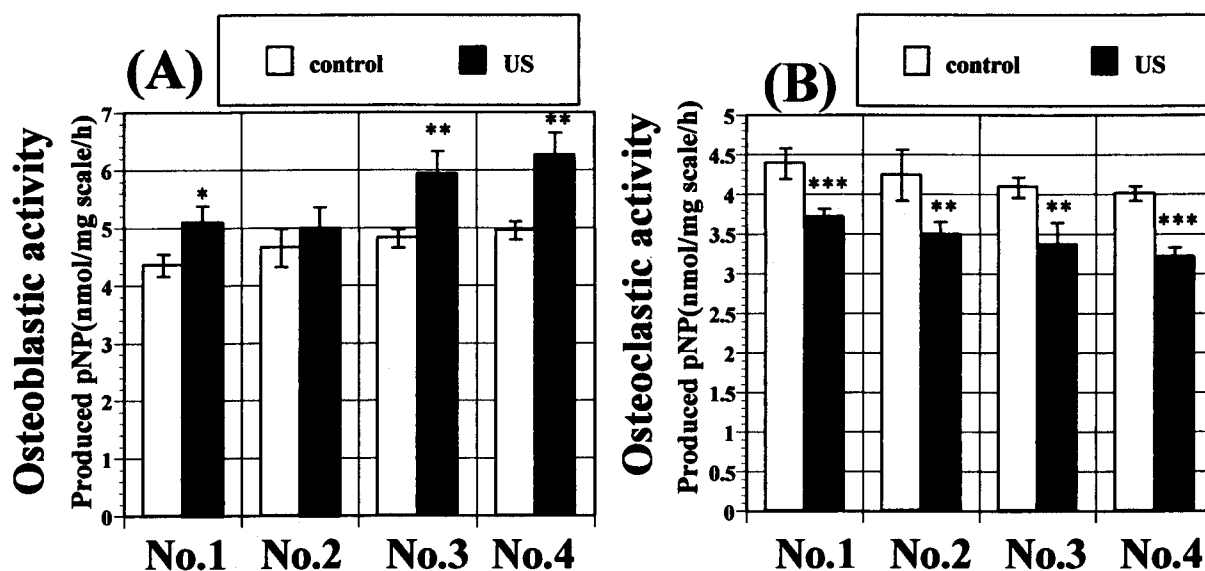 (A)
control US
Osteoblastic activity
Produced pNP(nmol/mg scale/h)
7
6
5
4
3
2
1
0
*
**
**
No.1 No.2 No.3 No.4
(B)
control US
Osteoclastic activity
Produced pNP(nmol/mg scale/h)
5
4.5
4
3.5
3
2.5
2
1.5
1
0.5
0
***
**
**
***
No.1 No.2 No.3 No.4